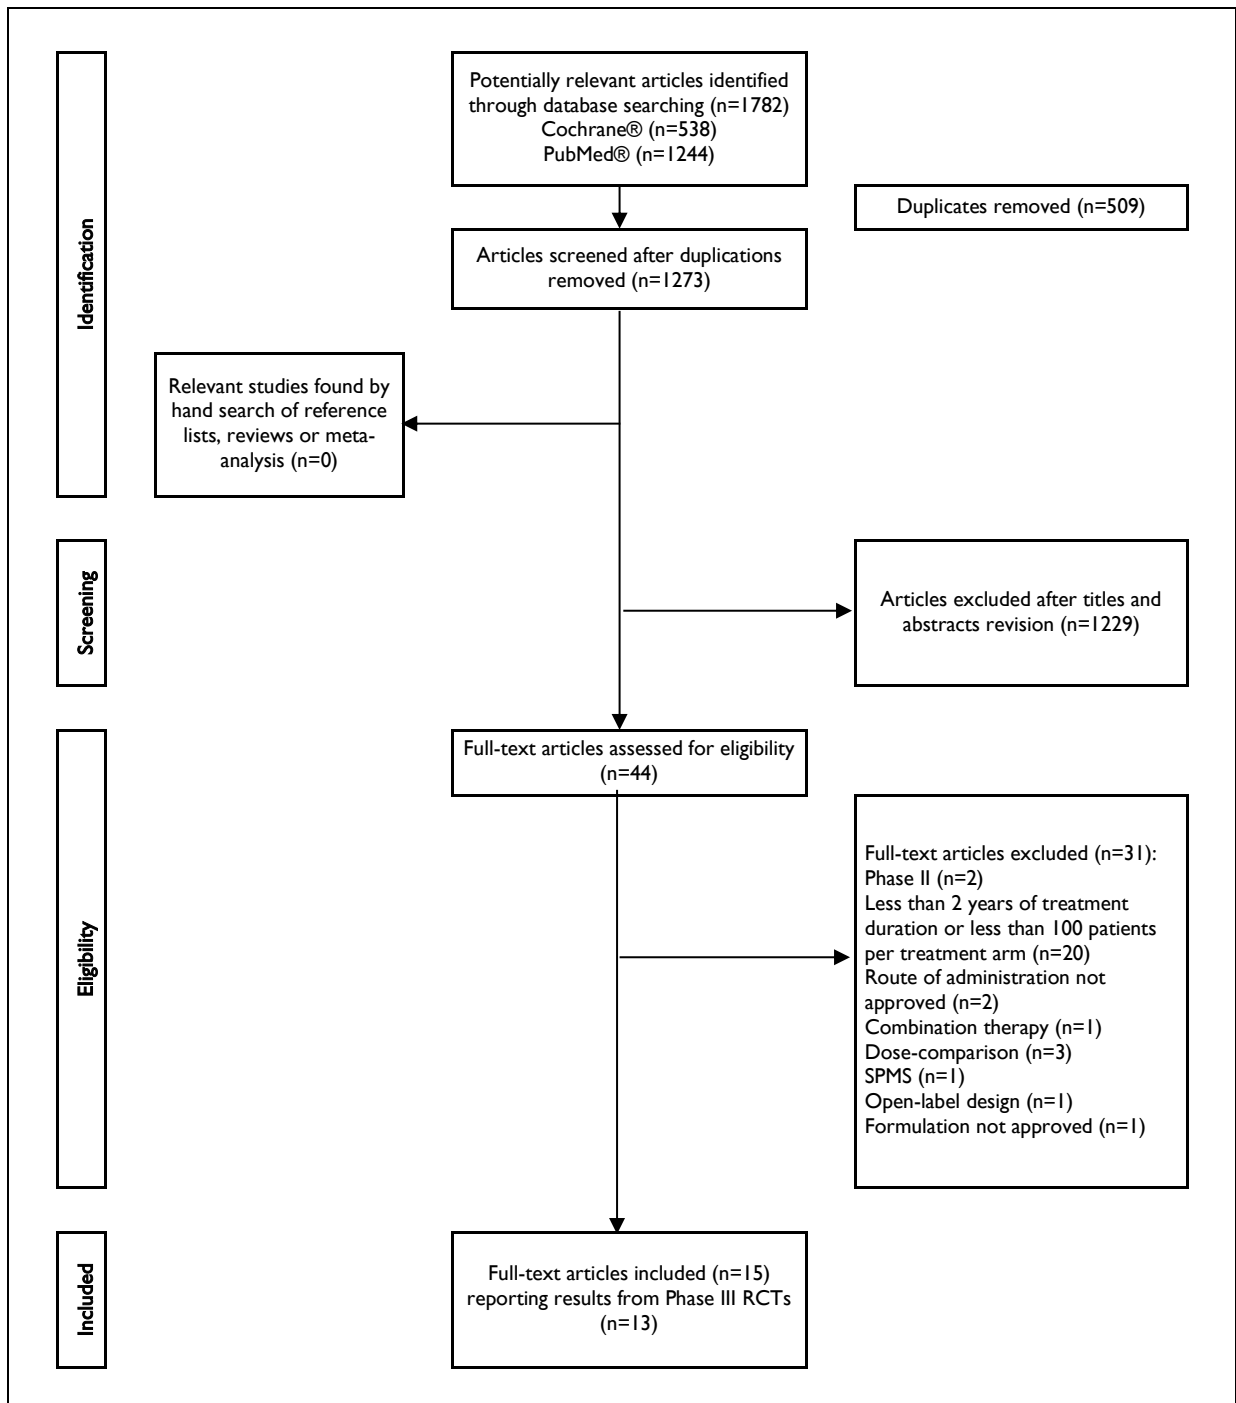 Potentially relevant articles identified
through database searching (n=1782)
Cochrane® (n=538)
PubMed® (n=1244)
Duplicates removed (n=509)
Identification
Articles screened after duplications
removed (n=1273)
Relevant studies found by
hand search of reference
lists, reviews or meta-
analysis (n=0)
Screening
Articles excluded after titles and
abstracts revision (n=1229)
Eligibility
Full-text articles assessed for eligibility
(n=44)
Full-text articles excluded (n=31):
Phase II (n=2)
Less than 2 years of treatment
duration or less than 100 patients
per treatment arm (n=20)
Route of administration not
approved (n=2)
Combination therapy (n=1)
Dose-comparison (n=3)
SPMS (n=1)
Open-label design (n=1)
Formulation not approved (n=1)
Included
Full-text articles included (n=15)
reporting results from Phase III RCTs
(n=13)